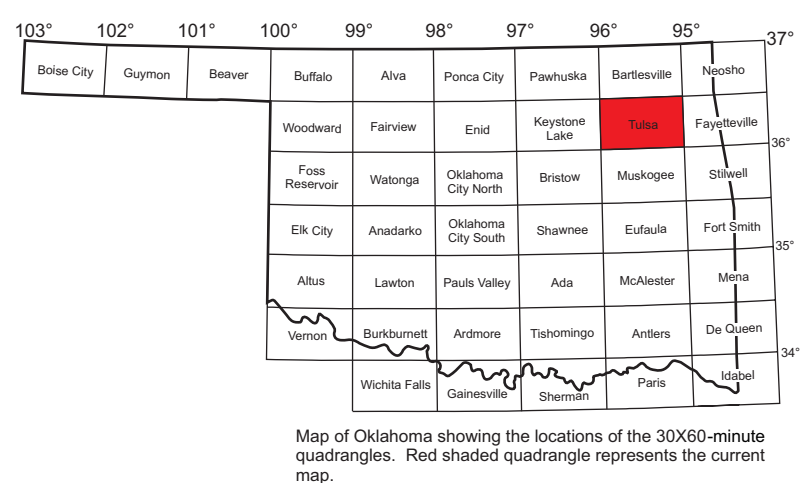 103° 102° 101° 100° 99° 98° 97° 96° 95° 37°
Boise City Guymon Beaver Buffalo Alva Ponca City Pawhuska Bartlesville Neosho
Woodward Fairview Enid Keystone Lake Tulsa Fayetteville
36°
Foss Reservoir Watonga Oklahoma City North Bristow Muskogee Stilwell
Elk City Anadarko Oklahoma City South Shawnee Eufaula Fort Smith
35°
Altus Lawton Pauls Valley Ada McAlester Mena
Vernon Burkburnett Ardmore Tishomingo Antlers De Queen
34°
Wichita Falls Gainesville Sherman Paris Idabel
Map of Oklahoma showing the locations of the 30X60-minute
quadrangles. Red shaded quadrangle represents the current
map.